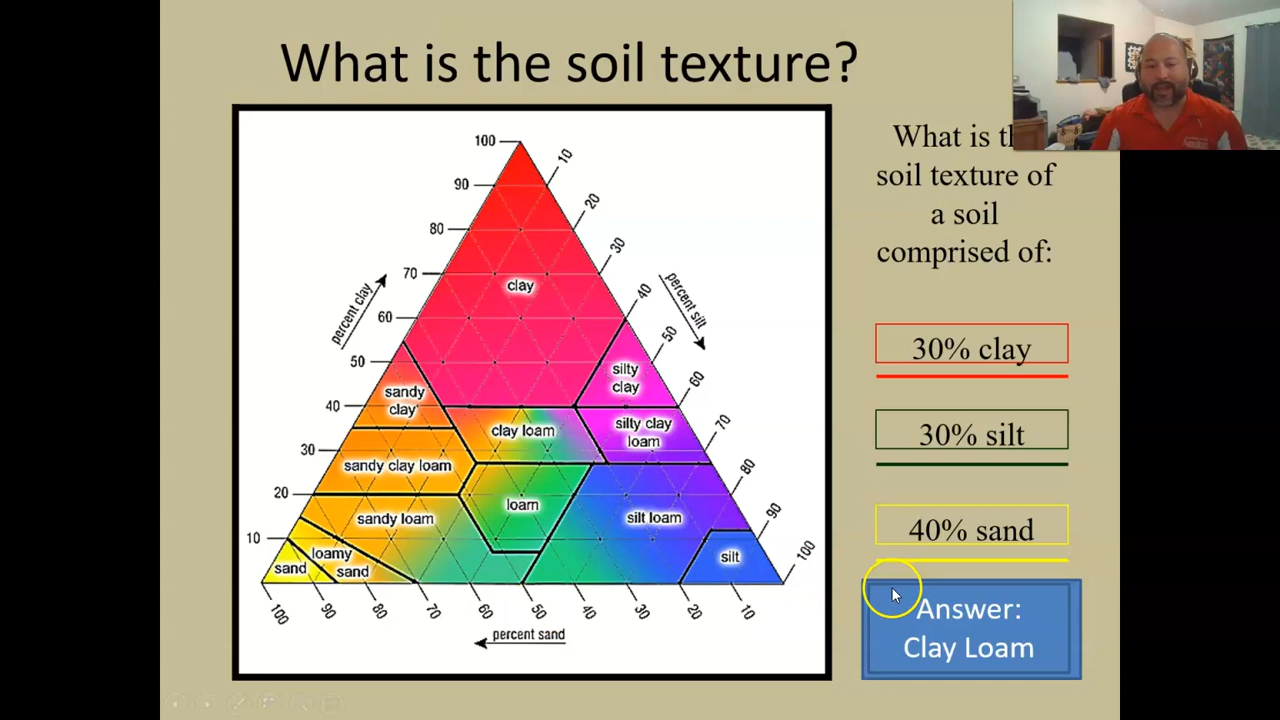 What is the soil texture?
What is
soil texture of
a soil
comprised of:
30% clay
30% silt
40% sand
Answer:
Clay Loam
percent clay
100
90
80
70
60
50
40
30
20
10
percent silt
10
20
30
40
50
60
70
80
90
100
percent sand
100
90
80
70
60
50
40
30
20
10
clay
silty
clay
sandy
clay
clay loam
silty clay
loam
sandy clay loam
loam
sandy loam
silt loam
loamy
sand
sand
silt